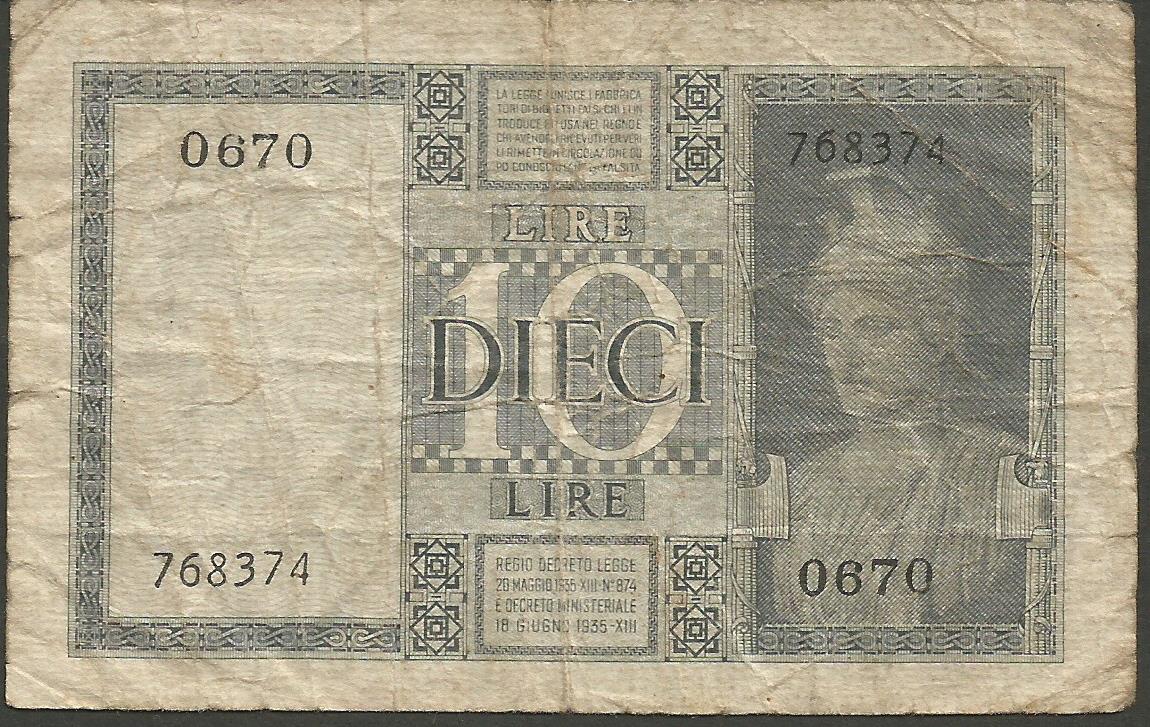 0670
768374
LA LEGGE PUNISCE I FABBRICA
TORI DI BIGLIETTI FALSI CHI LI IN
TRODUCE ED USA NEL REGNO E
CHI AVENDOLI RICEVUTI PER VERI
LI RIMETTE IN CIRCOLAZIONE DO
PO CONOSCIUTANE LA FALSITÀ
LIRE
10
DIECI
LIRE
REGIO DECRETO LEGGE
20 MAGGIO 1935-XIII N° 874
E DECRETO MINISTERIALE
18 GIUGNO 1935-XIII
768374
0670